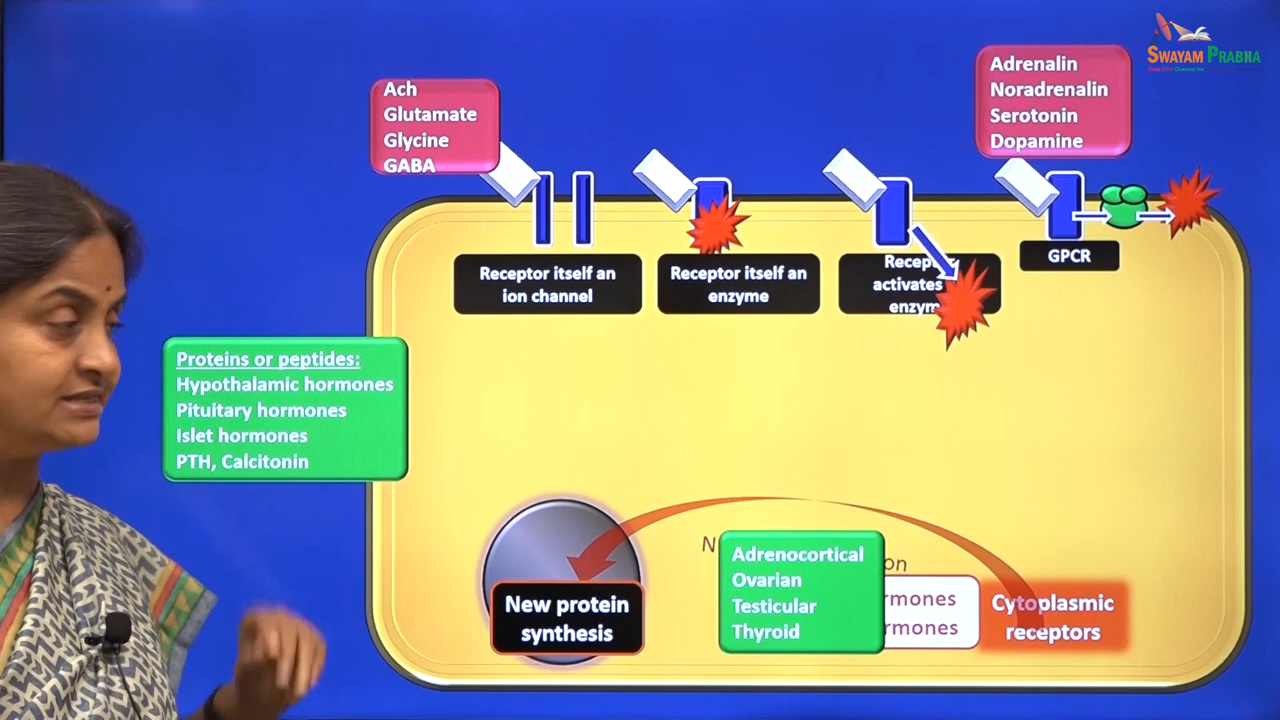 SWAYAM PRABHA
Ach
Glutamate
Glycine
GABA
Adrenalin
Noradrenalin
Serotonin
Dopamine
Receptor itself an
ion channel
Receptor itself an
enzyme
activates
enzym
GPCR
Proteins or peptides:
Hypothalamic hormones
Pituitary hormones
Islet hormones
PTH, Calcitonin
New protein
synthesis
N
on
rmones
rmones
Adrenocortical
Ovarian
Testicular
Thyroid
Cytoplasmic
receptors